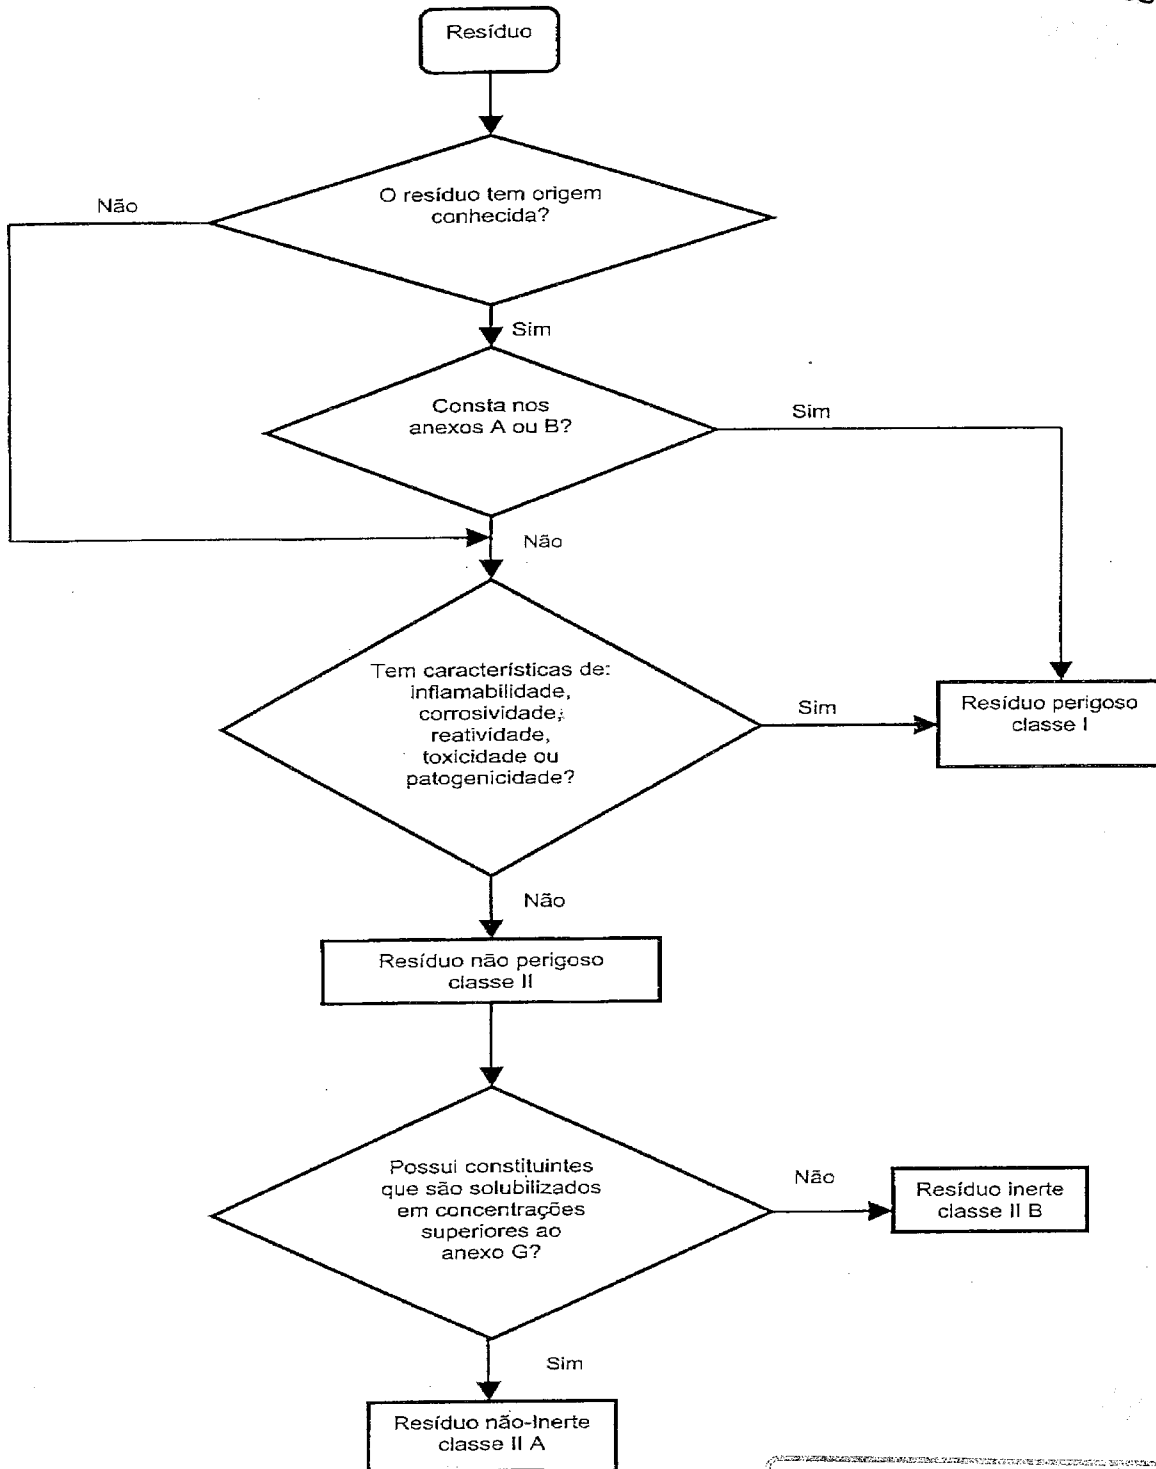 Resíduo
O resíduo tem origem
conhecida?
Não
Sim
Consta nos
anexos A ou B?
Sim
Não
Tem características de:
inflamabilidade,
corrosividade,
reatividade,
toxicidade ou
patogenicidade?
Sim
Resíduo perigoso
classe I
Não
Resíduo não perigoso
classe II
Possui constituintes
que são solubilizados
em concentrações
superiores ao
anexo G?
Não
Resíduo inerte
classe II B
Sim
Resíduo não-Inerte
classe II A